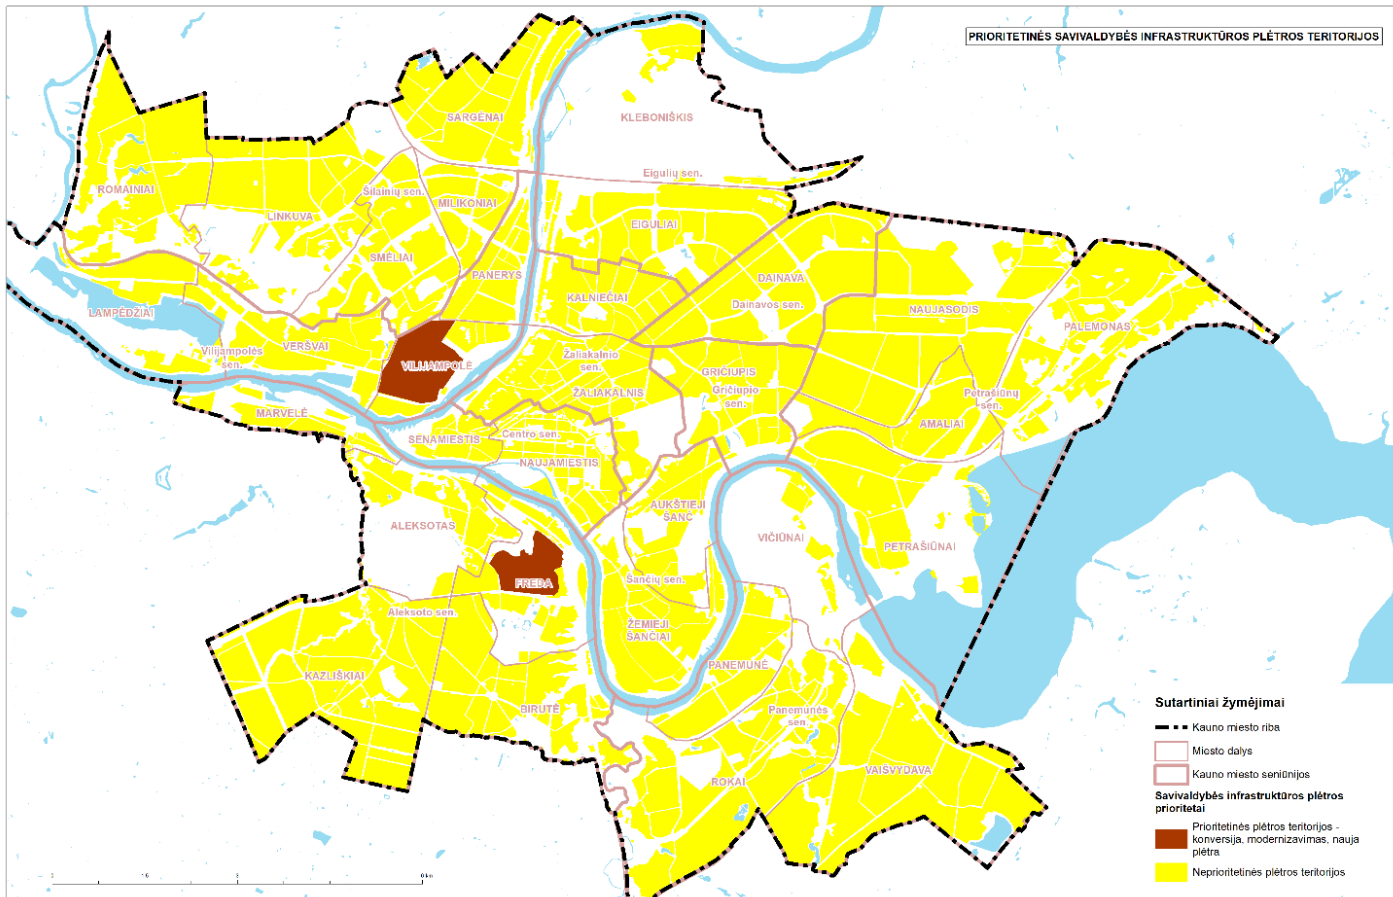 PRIORITETINĖS SAVIVALDYBĖS INFRASTRUKTŪROS PLĖTROS TERITORIJOS
SARGĖNAI
KLEBONIŠKIS
Eigulių sen.
ROMAINIAI
Šilainių sen.
MILIKONIAI
LINKUVA
EIGULIAI
SMĖLIAI
PANERYS
DAINAVA
KALNIEČIAI
Dainavos sen.
NAUJASODIS
LAMPĖDŽIAI
PALEMONAS
VERŠVAI
Vilijampolės
sen.
VILIJAMPOLĖ
Žaliakalnio
sen.
GRIČIUPIS
Gričiupio
sen.
ŽALIAKALNIS
Petrašiūnų
sen.
MARVELĖ
AMALIAI
SENAMIESTIS
Centro sen.
NAUJAMIESTIS
AUKŠTIEJI
ŠANČ
ALEKSOTAS
VIČIŪNAI
PETRAŠIŪNAI
FREDA
Šančių sen.
Aleksoto sen.
ŽEMIEJI
ŠANČIAI
PANEMUNĖ
KAZLIŠKIAI
BIRUTĖ
Panemunės
sen.
VAIŠVYDAVA
ROKAI
Sutartiniai žymėjimai
Kauno miesto riba
Miesto dalys
Kauno miesto seniūnijos
Savivaldybės infrastruktūros plėtros
prioritetai
Prioritetinės plėtros teritorijos -
konversija, modernizavimas, nauja
plėtra
Neprioritetinės plėtros teritorijos